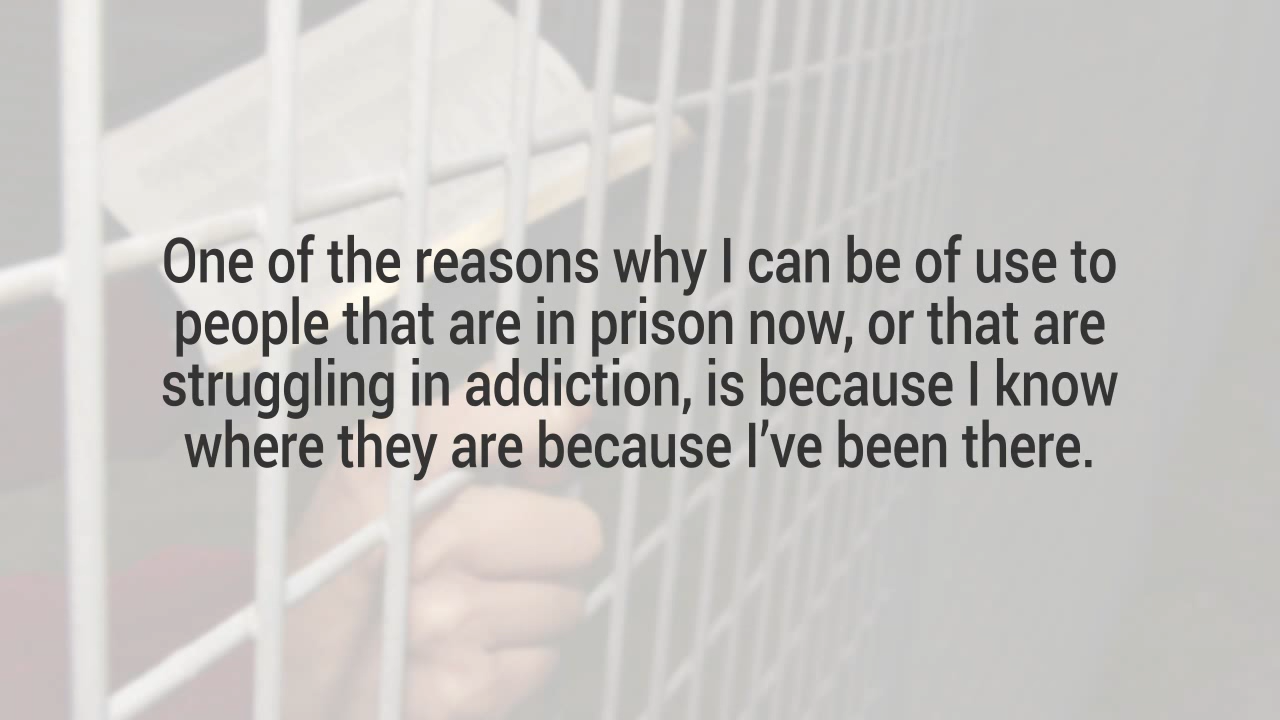 One of the reasons why I can be of use to
people that are in prison now, or that are
struggling in addiction, is because I know
where they are because I’ve been there.